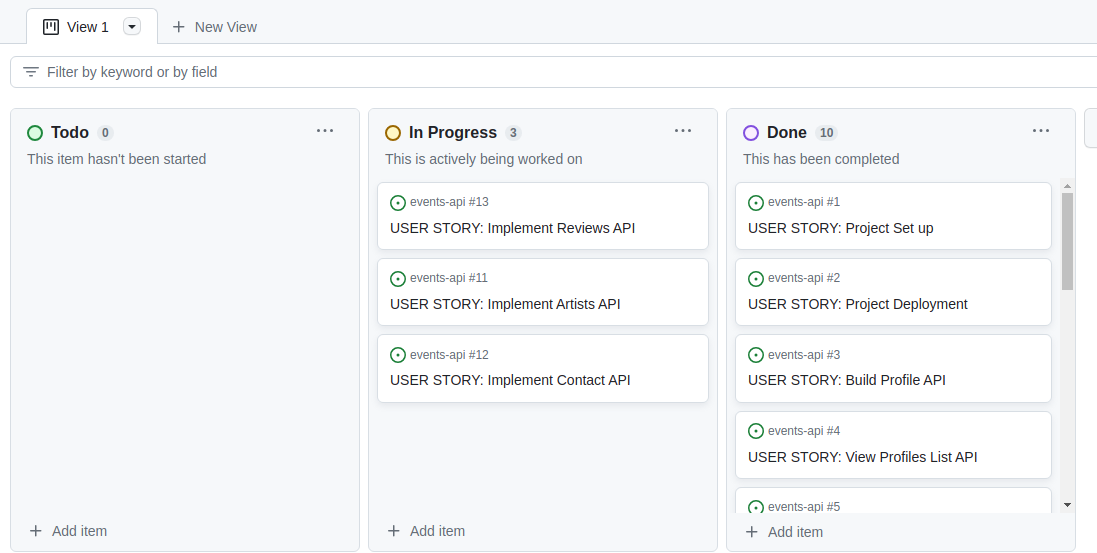 View 1
New View
Filter by keyword or by field
Todo 0
This item hasn't been started
Add item
In Progress 3
This is actively being worked on
events-api #13
USER STORY: Implement Reviews API
events-api #11
USER STORY: Implement Artists API
events-api #12
USER STORY: Implement Contact API
Add item
Done 10
This has been completed
events-api #1
USER STORY: Project Set up
events-api #2
USER STORY: Project Deployment
events-api #3
USER STORY: Build Profile API
events-api #4
USER STORY: View Profiles List API
events-api #5
Add item